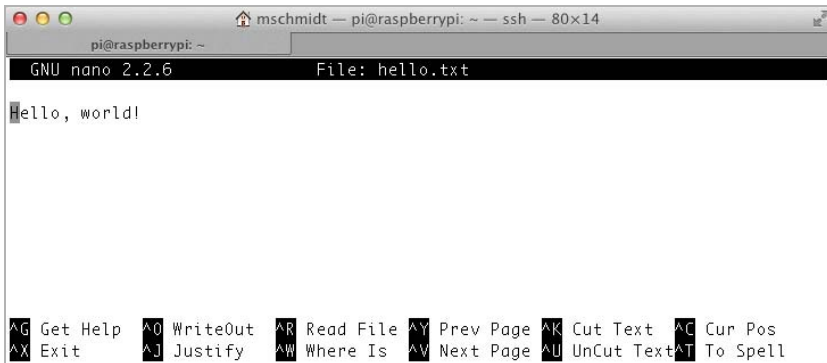 mschmidt — pi@raspberrypi: ~ — ssh — 80×14
pi@raspberrypi: ~
GNU nano 2.2.6 File: hello.txt
Hello, world!
^G Get Help ^O WriteOut ^R Read File ^Y Prev Page ^K Cut Text ^C Cur Pos
^X Exit ^J Justify ^W Where Is ^V Next Page ^U UnCut Text ^T To Spell